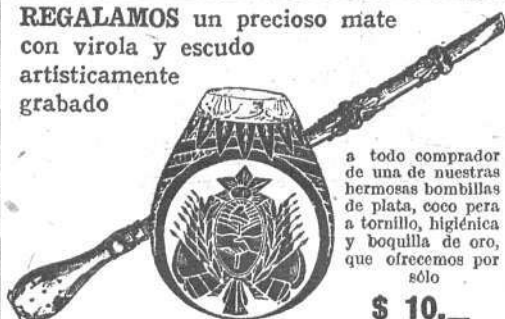 REGALAMOS un precioso mate
con virola y escudo
artísticamente
grabado
a todo comprador
de una de nuestras
hermosas bombillas
de plata, coco pera
a tornillo, higiénica
y boquilla de oro,
que ofrecemos por
sólo
$ 10.—